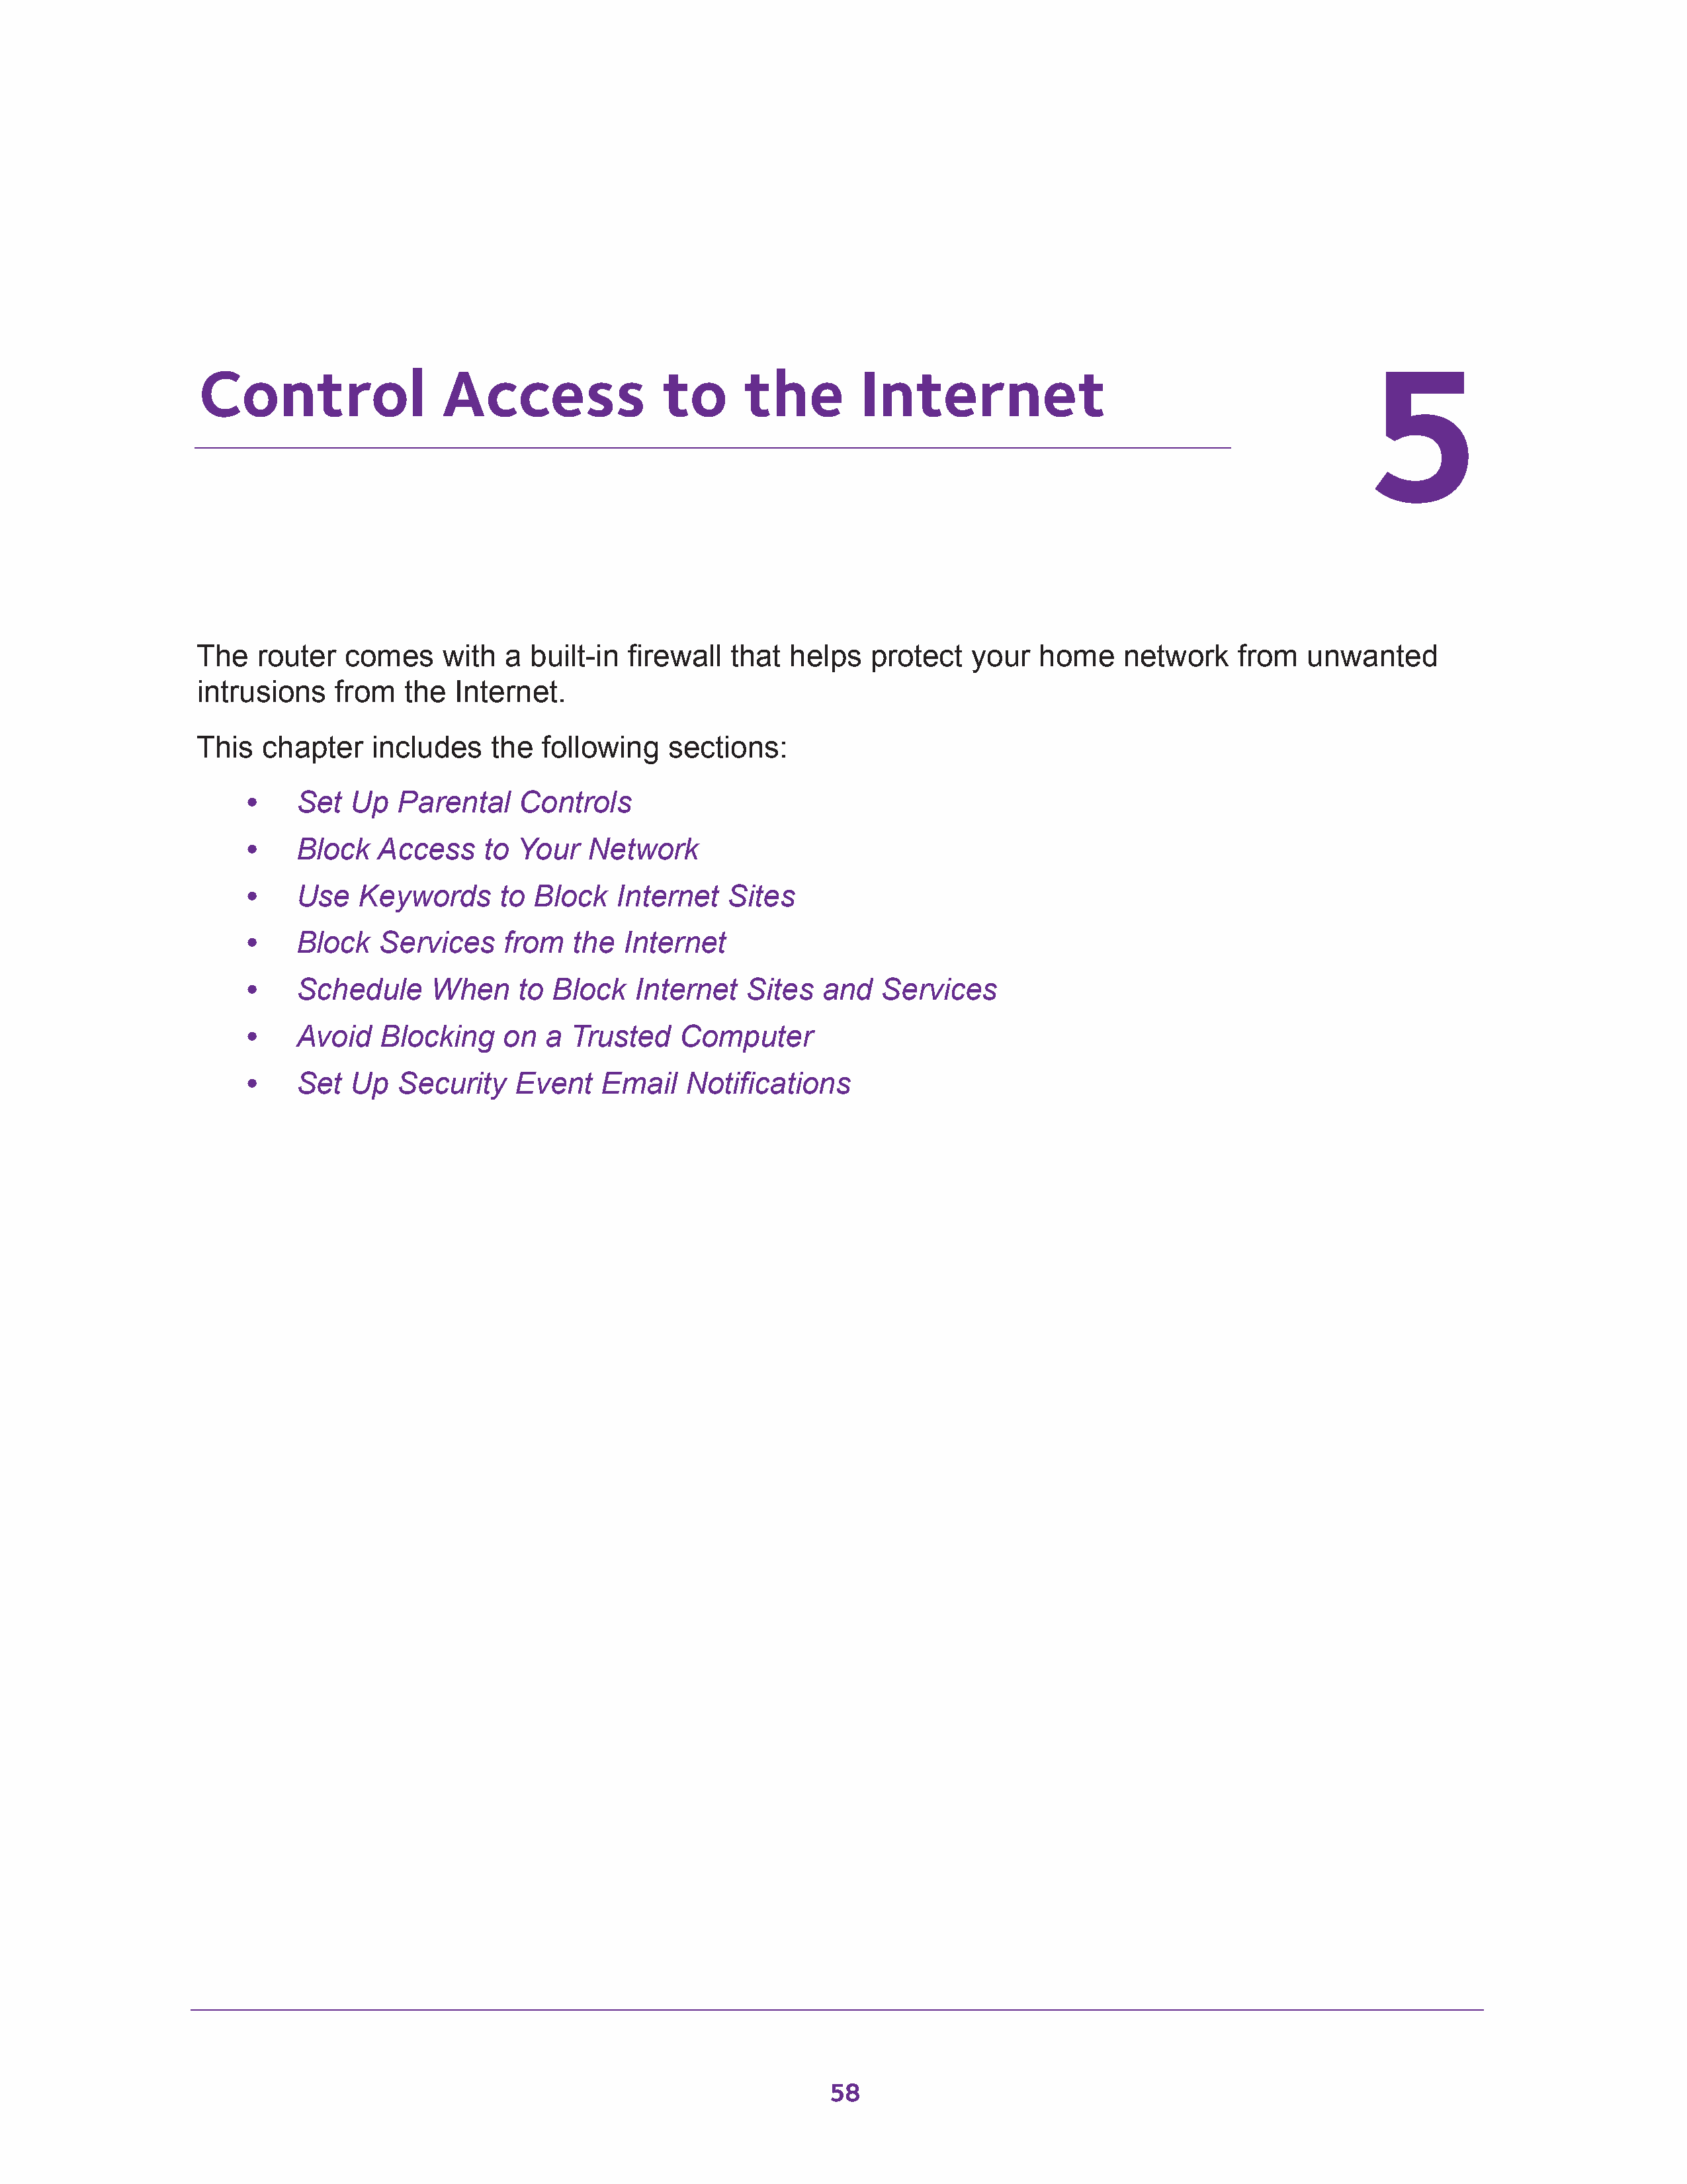 Control Access to the Internet
5
The router comes with a built-in firewall that helps protect your home network from unwanted
intrusions from the Internet.
This chapter includes the following sections:
• Set Up Parental Controls
• Block Access to Your Network
• Use Keywords to Block Internet Sites
• Block Services from the Internet
• Schedule When to Block Internet Sites and Services
• Avoid Blocking on a Trusted Computer
• Set Up Security Event Email Notifications
58